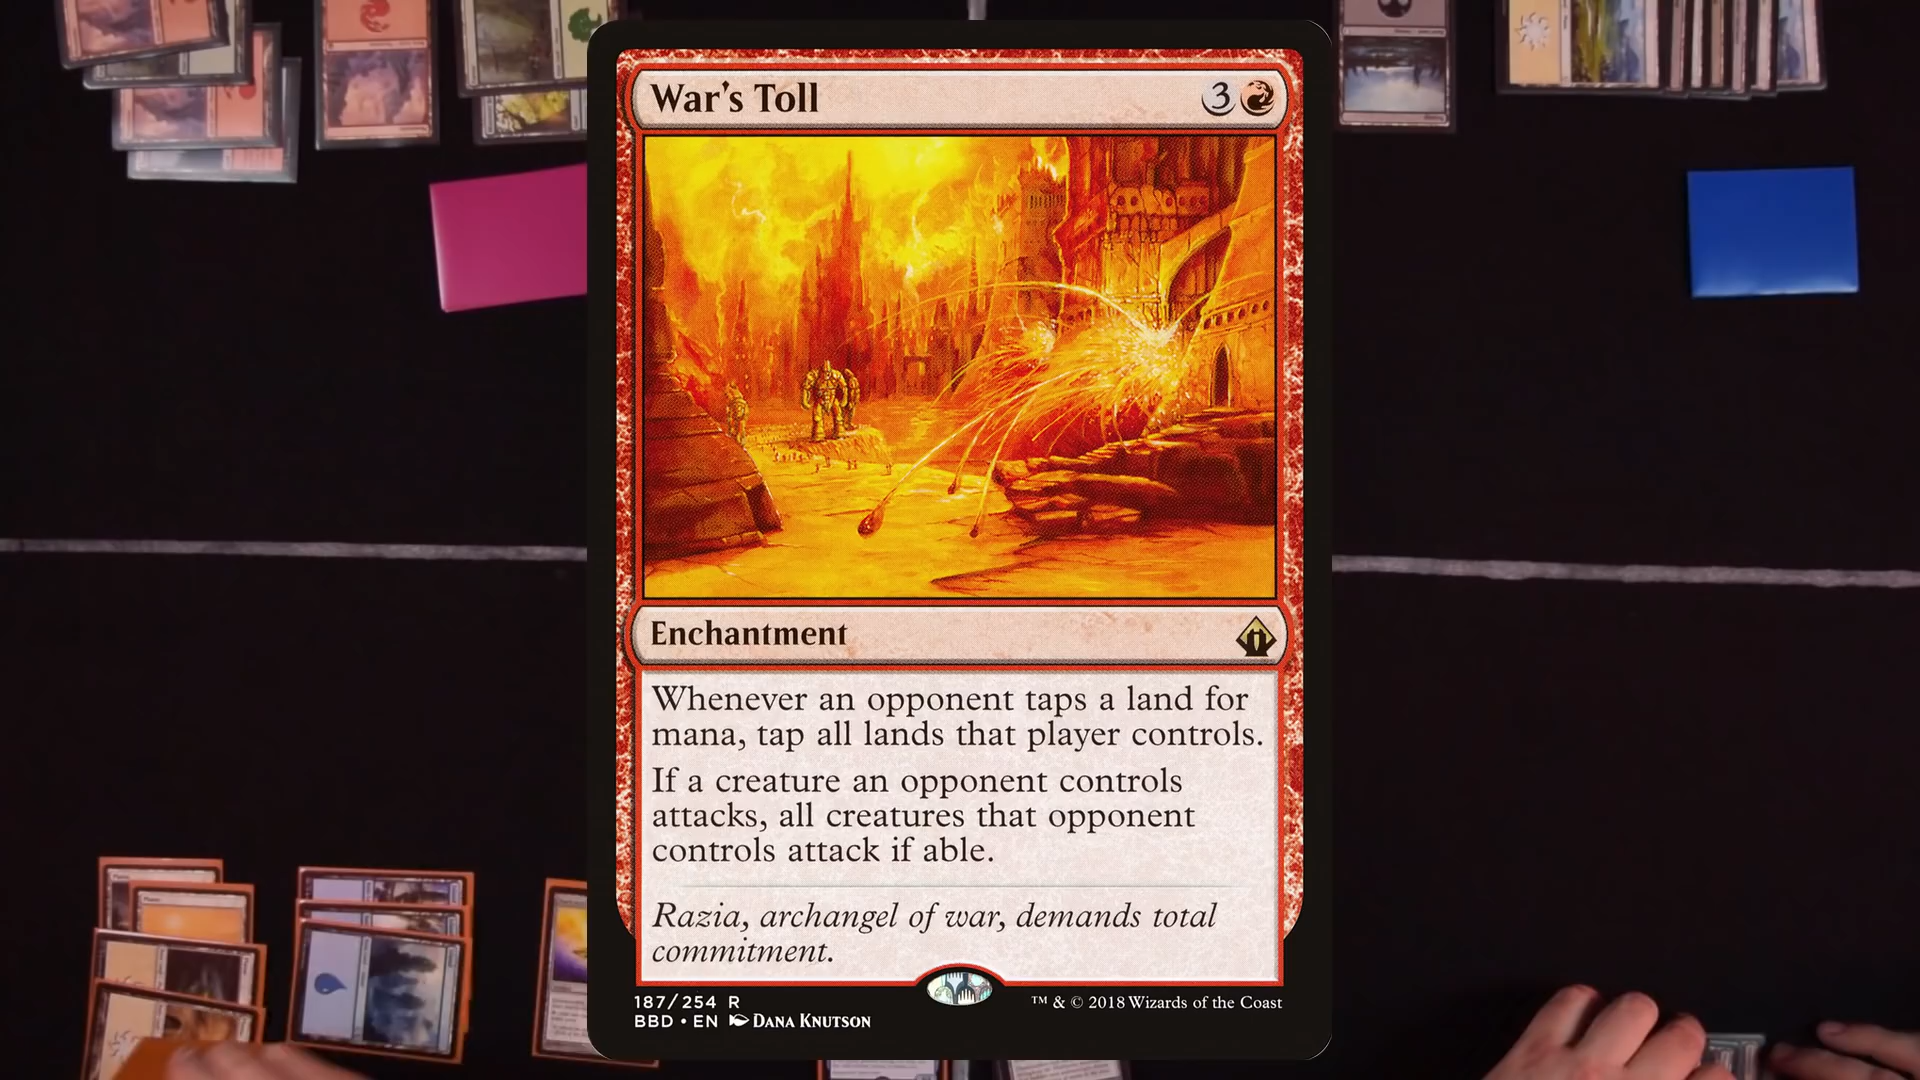 War's Toll
3
Enchantment
Whenever an opponent taps a land for
mana, tap all lands that player controls.
If a creature an opponent controls
attacks, all creatures that opponent
controls attack if able.
Razia, archangel of war, demands total
commitment.
187/254 R
BBD • EN DANA KNUTSON
™ & © 2018 Wizards of the Coast